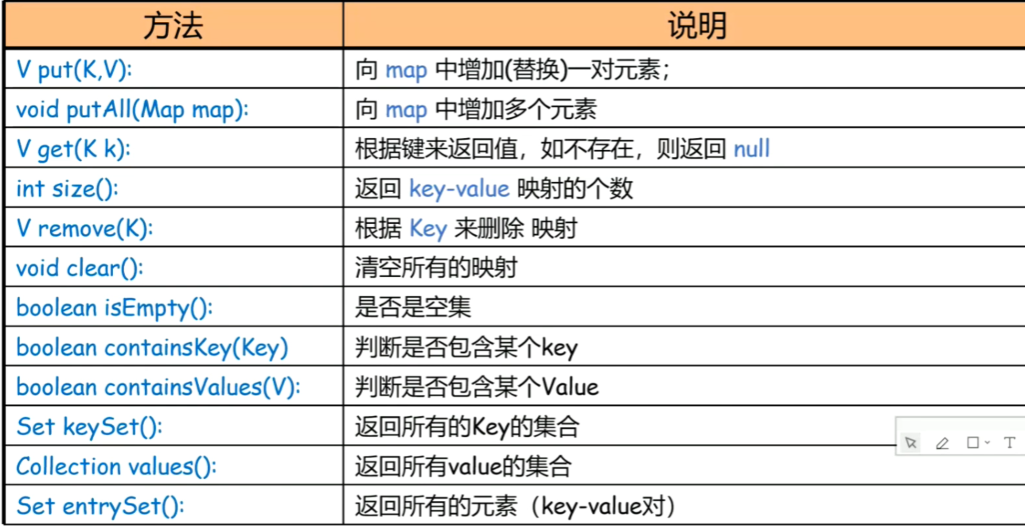 方法 说明
V put(K,V): 向 map 中增加(替换)一对元素；
void putAll(Map map): 向 map 中增加多个元素
V get(K k): 根据键来返回值，如不存在，则返回 null
int size(): 返回 key-value 映射的个数
V remove(K): 根据 Key 来删除 映射
void clear(): 清空所有的映射
boolean isEmpty(): 是否是空集
boolean containsKey(Key) 判断是否包含某个key
boolean containsValues(V): 判断是否包含某个Value
Set keySet(): 返回所有的Key的集合
Collection values(): 返回所有value的集合
Set entrySet(): 返回所有的元素（key-value对）
T